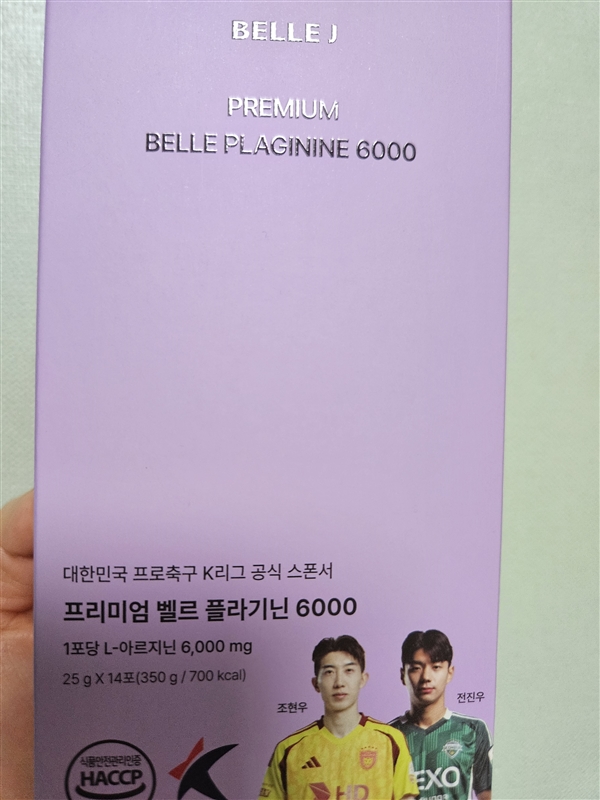 BELLE J
PREMIUM
BELLE PLAGININE 6000
대한민국 프로축구 K리그 공식 스폰서
프리미엄 벨르 플라기닌 6000
1포당 L-아르지닌 6,000 mg
25 g X 14포(350 g / 700 kcal)
조현우
전진우
식품안전관리인증
HACCP
HD
EXO